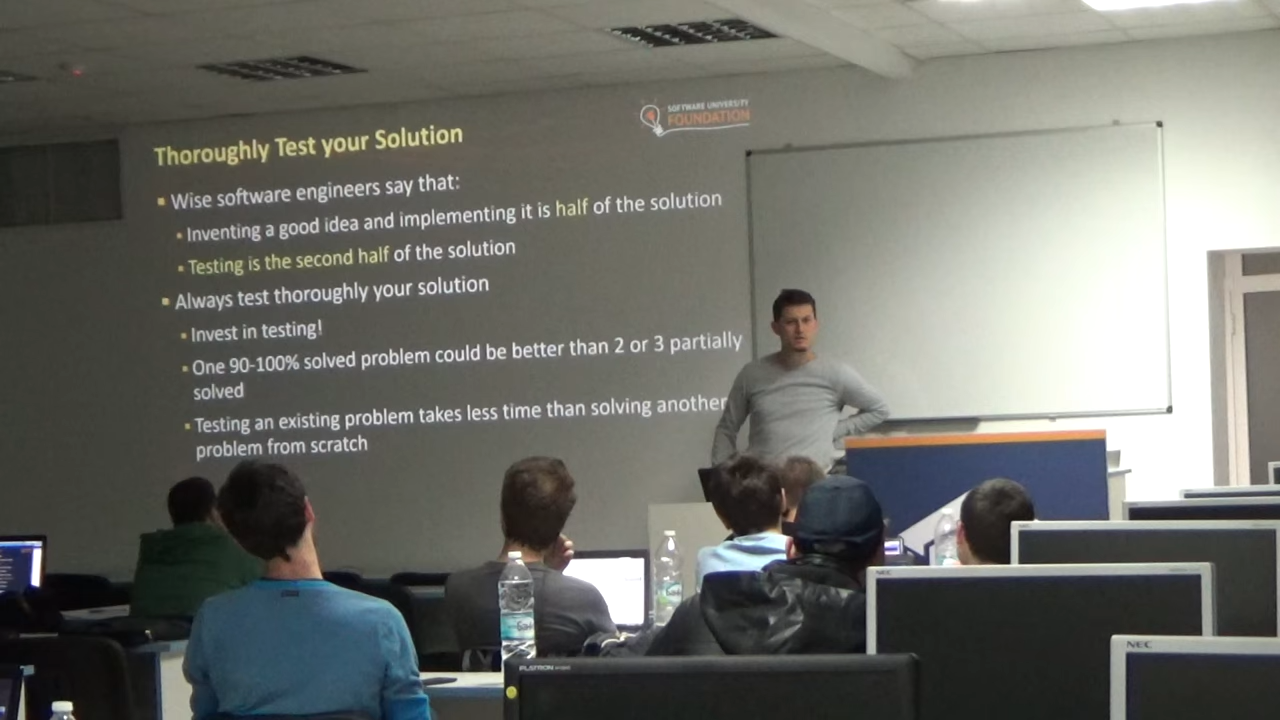 SOFTWARE UNIVERSITY
FOUNDATION
Thoroughly Test your Solution
Wise software engineers say that:
Inventing a good idea and implementing it is half of the solution
Testing is the second half of the solution
Always test thoroughly your solution
Invest in testing!
One 90-100% solved problem could be better than 2 or 3 partially
solved
Testing an existing problem takes less time than solving another
problem from scratch
FLATRON
NEC
NEC